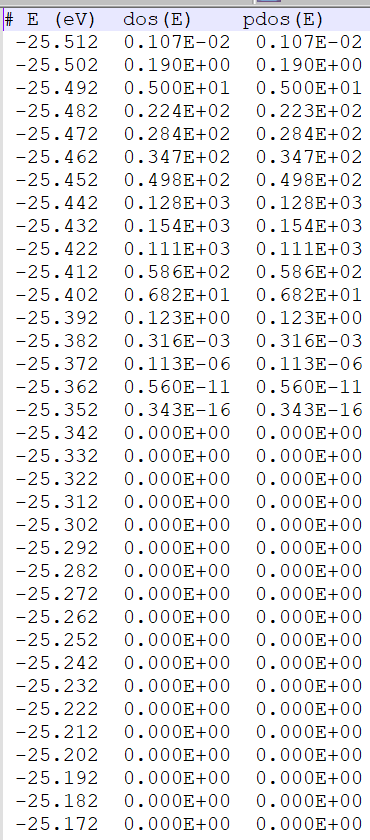 # E (eV) dos(E) pdos(E)
-25.512 0.107E-02 0.107E-02
-25.502 0.190E+00 0.190E+00
-25.492 0.500E+01 0.500E+01
-25.482 0.224E+02 0.223E+02
-25.472 0.284E+02 0.284E+02
-25.462 0.347E+02 0.347E+02
-25.452 0.498E+02 0.498E+02
-25.442 0.128E+03 0.128E+03
-25.432 0.154E+03 0.154E+03
-25.422 0.111E+03 0.111E+03
-25.412 0.586E+02 0.586E+02
-25.402 0.682E+01 0.682E+01
-25.392 0.123E+00 0.123E+00
-25.382 0.316E-03 0.316E-03
-25.372 0.113E-06 0.113E-06
-25.362 0.560E-11 0.560E-11
-25.352 0.343E-16 0.343E-16
-25.342 0.000E+00 0.000E+00
-25.332 0.000E+00 0.000E+00
-25.322 0.000E+00 0.000E+00
-25.312 0.000E+00 0.000E+00
-25.302 0.000E+00 0.000E+00
-25.292 0.000E+00 0.000E+00
-25.282 0.000E+00 0.000E+00
-25.272 0.000E+00 0.000E+00
-25.262 0.000E+00 0.000E+00
-25.252 0.000E+00 0.000E+00
-25.242 0.000E+00 0.000E+00
-25.232 0.000E+00 0.000E+00
-25.222 0.000E+00 0.000E+00
-25.212 0.000E+00 0.000E+00
-25.202 0.000E+00 0.000E+00
-25.192 0.000E+00 0.000E+00
-25.182 0.000E+00 0.000E+00
-25.172 0.000E+00 0.000E+00